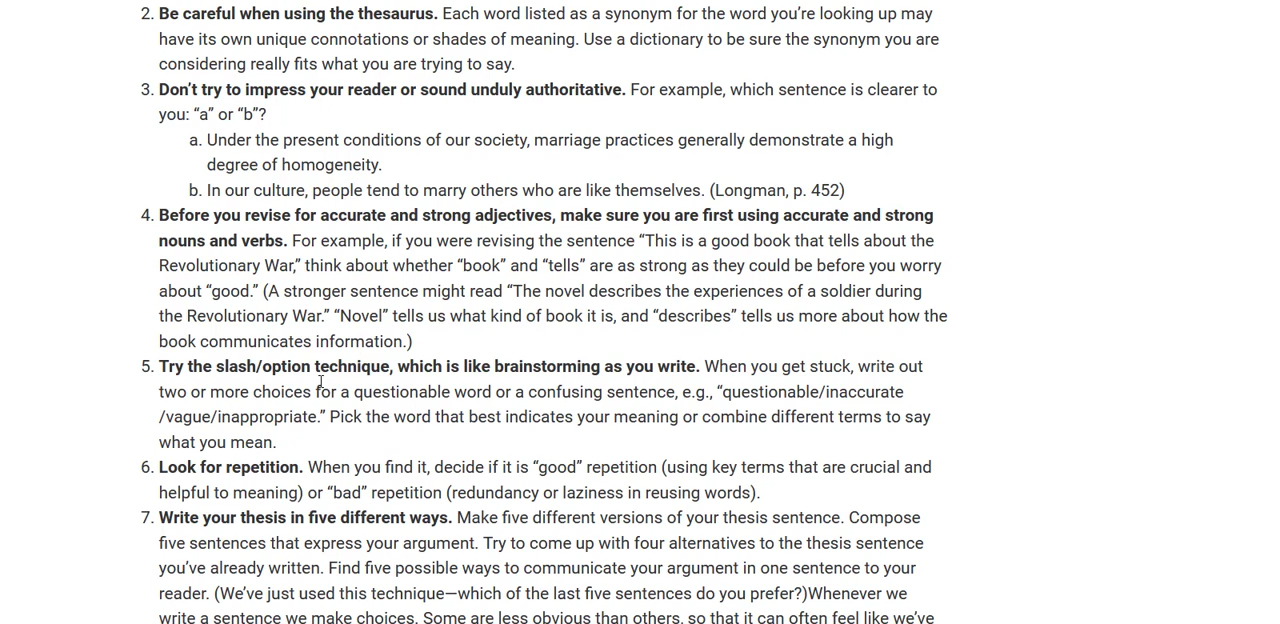 2. Be careful when using the thesaurus. Each word listed as a synonym for the word you’re looking up may
have its own unique connotations or shades of meaning. Use a dictionary to be sure the synonym you are
considering really fits what you are trying to say.
3. Don’t try to impress your reader or sound unduly authoritative. For example, which sentence is clearer to
you: “a” or “b”?
a. Under the present conditions of our society, marriage practices generally demonstrate a high
degree of homogeneity.
b. In our culture, people tend to marry others who are like themselves. (Longman, p. 452)
4. Before you revise for accurate and strong adjectives, make sure you are first using accurate and strong
nouns and verbs. For example, if you were revising the sentence “This is a good book that tells about the
Revolutionary War,” think about whether “book” and “tells” are as strong as they could be before you worry
about “good.” (A stronger sentence might read “The novel describes the experiences of a soldier during
the Revolutionary War.” “Novel” tells us what kind of book it is, and “describes” tells us more about how the
book communicates information.)
5. Try the slash/option technique, which is like brainstorming as you write. When you get stuck, write out
two or more choices for a questionable word or a confusing sentence, e.g., “questionable/inaccurate
/vague/inappropriate.” Pick the word that best indicates your meaning or combine different terms to say
what you mean.
6. Look for repetition. When you find it, decide if it is “good” repetition (using key terms that are crucial and
helpful to meaning) or “bad” repetition (redundancy or laziness in reusing words).
7. Write your thesis in five different ways. Make five different versions of your thesis sentence. Compose
five sentences that express your argument. Try to come up with four alternatives to the thesis sentence
you’ve already written. Find five possible ways to communicate your argument in one sentence to your
reader. (We’ve just used this technique—which of the last five sentences do you prefer?)Whenever we
write a sentence we make choices. Some are less obvious than others, so that it can often feel like we’ve